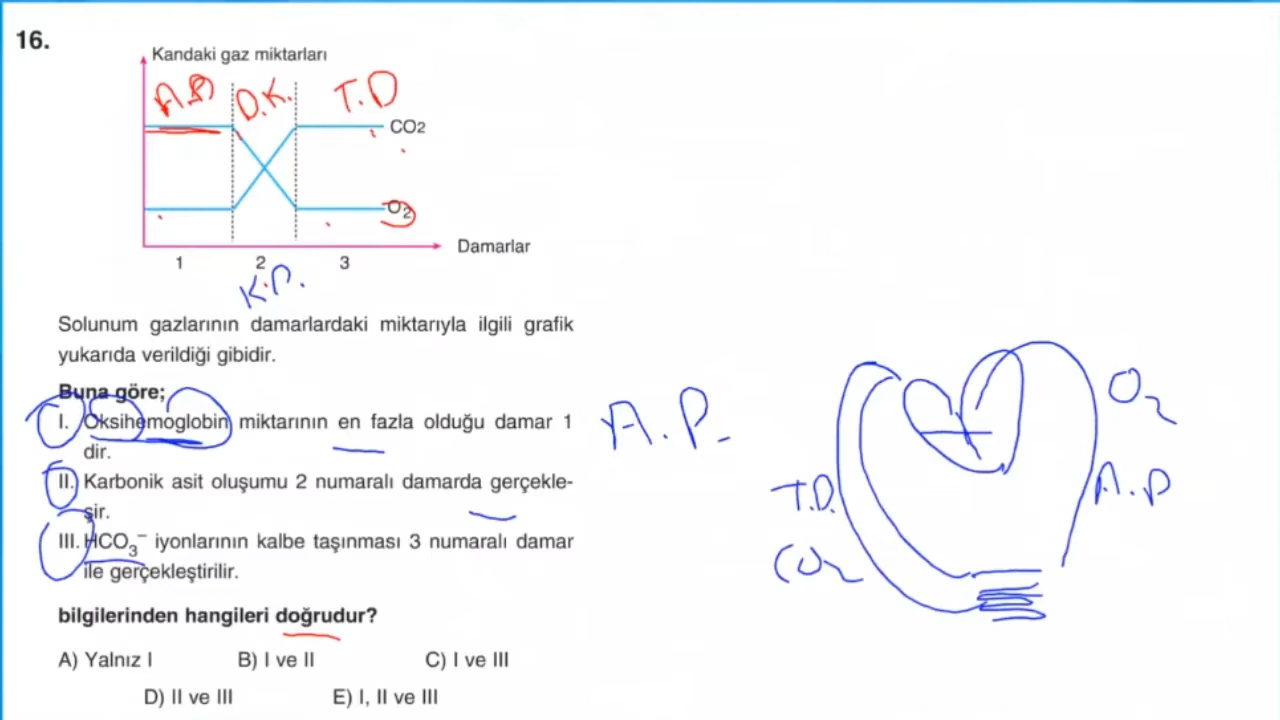 16.
Kandaki gaz miktarları
A.D D.K. T.D
CO2
O2
Damarlar
1 2 3
K.D.
Solunum gazlarının damarlardaki miktarıyla ilgili grafik
yukarıda verildiği gibidir.
Buna göre;
I. Oksihemoglobin miktarının en fazla olduğu damar 1
dir.
II. Karbonik asit oluşumu 2 numaralı damarda gerçekle-
şir.
III. HCO3− iyonlarının kalbe taşınması 3 numaralı damar
ile gerçekleştirilir.
bilgilerinden hangileri doğrudur?
A) Yalnız I B) I ve II C) I ve III
D) II ve III E) I, II ve III
A.D.
O2
T.D. A.D
CO2